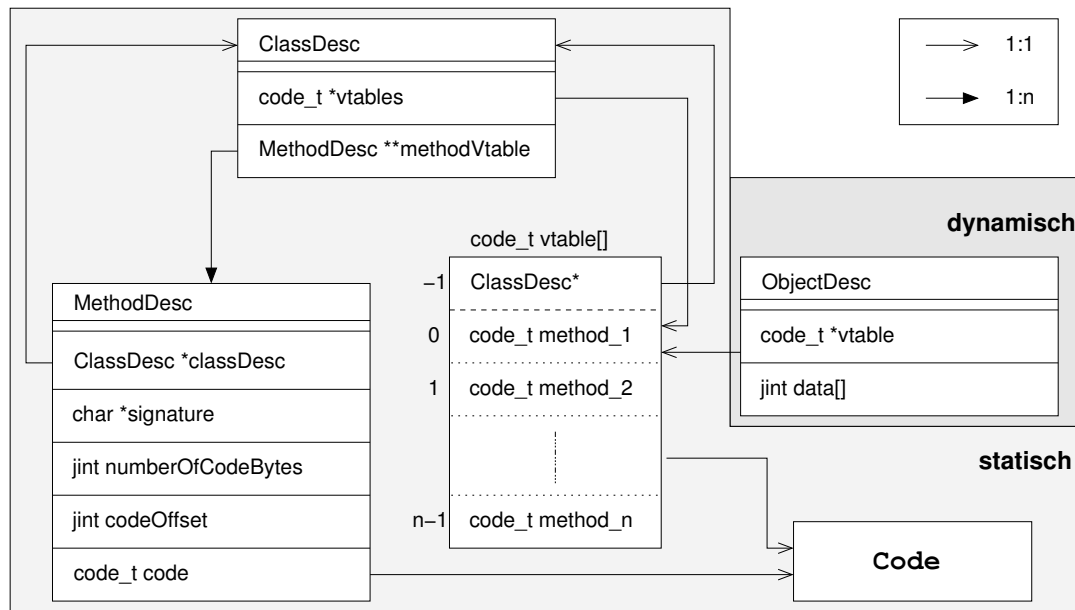 ClassDesc
code_t *vtables
MethodDesc **methodVtable
1:1
1:n
dynamisch
code_t vtable[]
−1
ClassDesc*
0
code_t method_1
1
code_t method_2
n−1
code_t method_n
ObjectDesc
code_t *vtable
jint data[]
statisch
MethodDesc
ClassDesc *classDesc
char *signature
jint numberOfCodeBytes
jint codeOffset
code_t code
Code